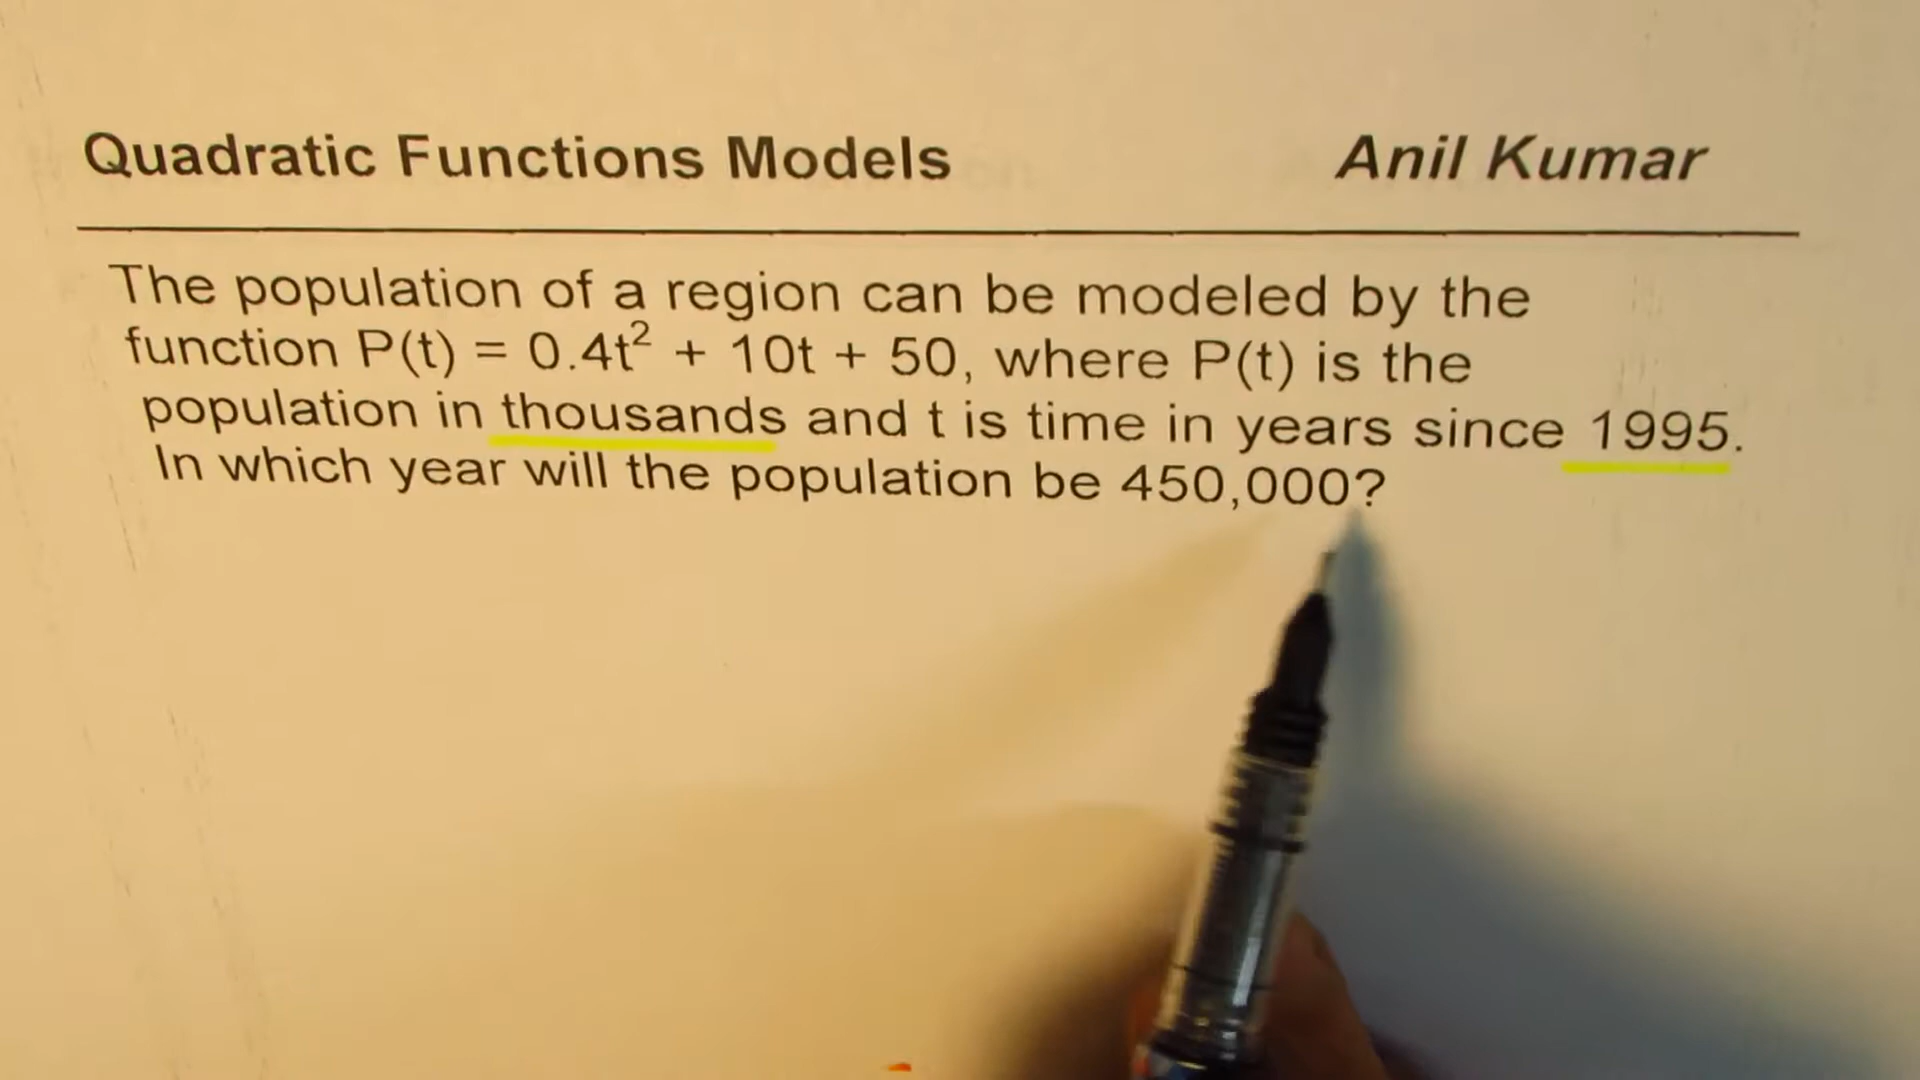 Quadratic Functions Models Anil Kumar
The population of a region can be modeled by the
function P(t) = 0.4t² + 10t + 50, where P(t) is the
population in thousands and t is time in years since 1995.
In which year will the population be 450,000?